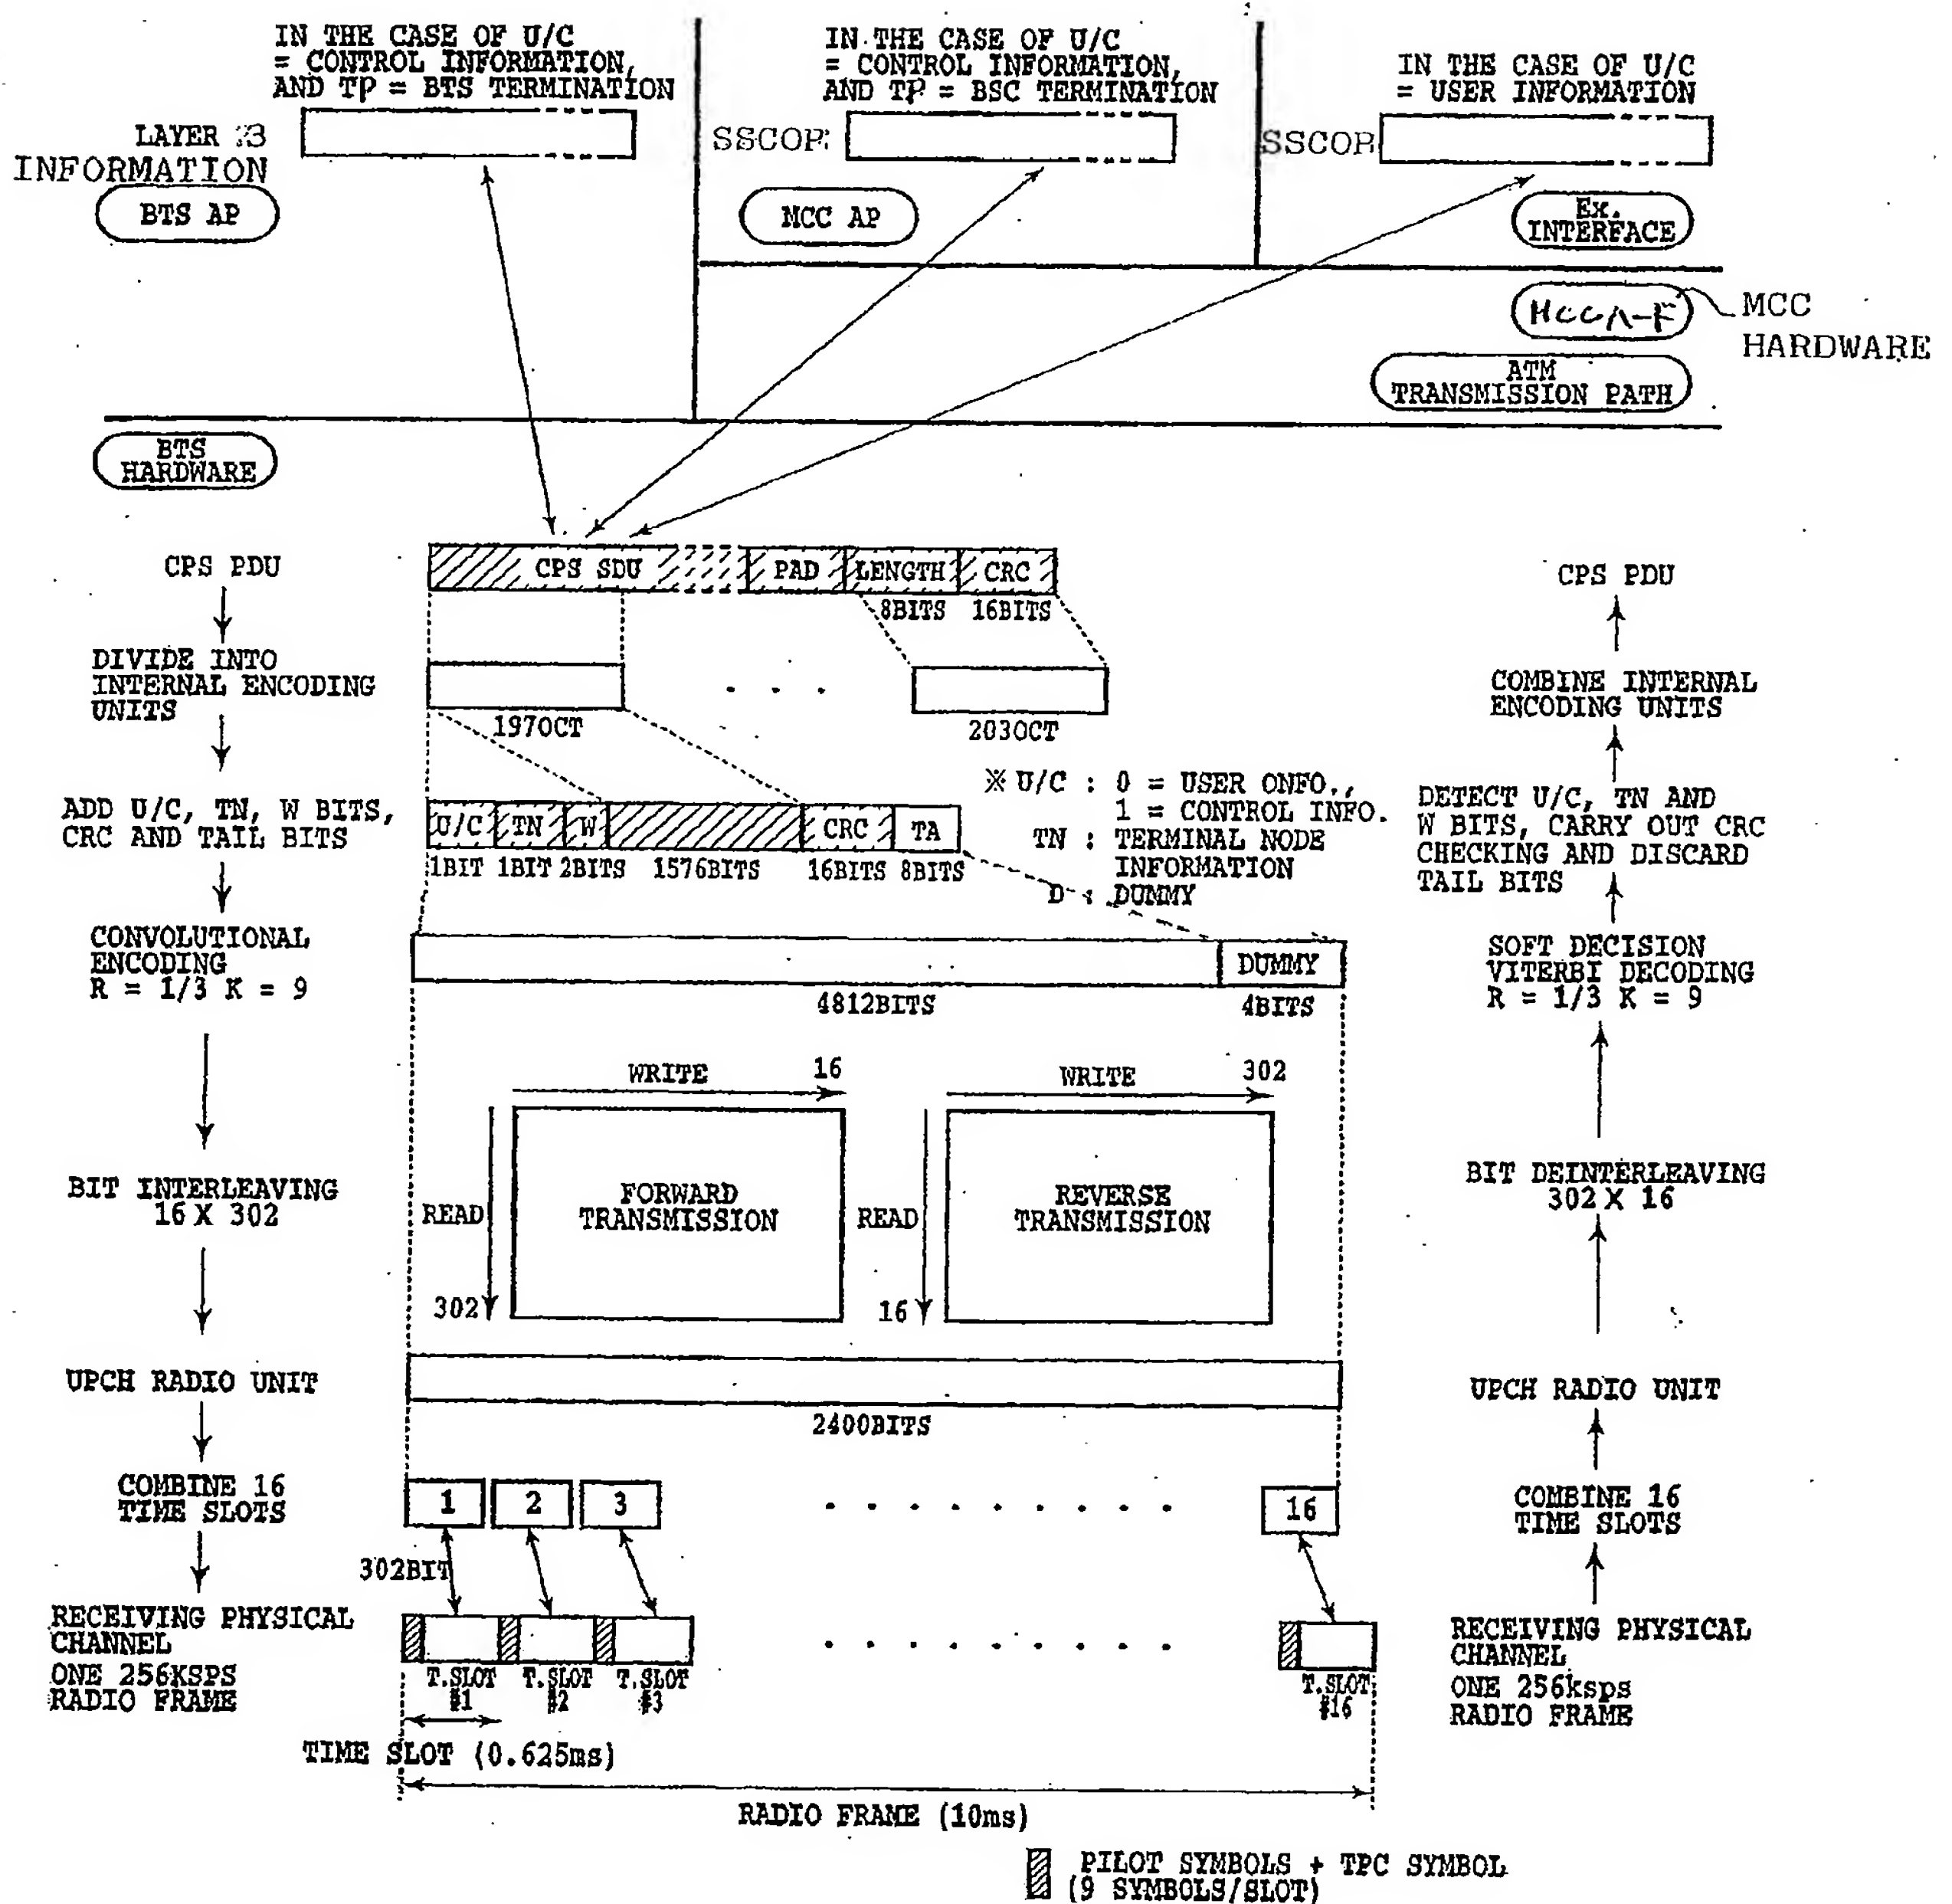 IN THE CASE OF U/C
= CONTROL INFORMATION,
AND TP = BTS TERMINATION
IN THE CASE OF U/C
= CONTROL INFORMATION,
AND TP = BSC TERMINATION
IN THE CASE OF U/C
= USER INFORMATION
LAYER 3
INFORMATION
SSCOP
SSCOP
BTS AP
MCC AP
Ex.
INTERFACE
MCCハード
MCC
HARDWARE
ATM
TRANSMISSION PATH
BTS
HARDWARE
CPS PDU
CPS SDU
PAD
LENGTH
CRC
8BITS
16BITS
CPS PDU
DIVIDE INTO
INTERNAL ENCODING
UNITS
197OCT
. . .
203OCT
COMBINE INTERNAL
ENCODING UNITS
ADD U/C, TN, W BITS,
CRC AND TAIL BITS
U/C
TN
W
CRC
TA
1BIT 1BIT 2BITS 1576BITS 16BITS 8BITS
※ U/C : 0 = USER ONFO.,
1 = CONTROL INFO.
TN : TERMINAL NODE
INFORMATION
D : DUMMY
DETECT U/C, TN AND
W BITS, CARRY OUT CRC
CHECKING AND DISCARD
TAIL BITS
CONVOLUTIONAL
ENCODING
R = 1/3 K = 9
DUMMY
4812BITS
4BITS
SOFT DECISION
VITERBI DECODING
R = 1/3 K = 9
WRITE
16
WRITE
302
BIT INTERLEAVING
16 X 302
READ
302
FORWARD
TRANSMISSION
READ
16
REVERSE
TRANSMISSION
BIT DEINTERLEAVING
302 X 16
UPCH RADIO UNIT
2400BITS
UPCH RADIO UNIT
COMBINE 16
TIME SLOTS
1
2
3
. . . . . . . . .
16
COMBINE 16
TIME SLOTS
302BIT
RECEIVING PHYSICAL
CHANNEL
ONE 256KSPS
RADIO FRAME
. . . . . . . . .
T.SLOT
#1
T.SLOT
#2
T.SLOT
#3
T.SLOT
#16
RECEIVING PHYSICAL
CHANNEL
ONE 256ksps
RADIO FRAME
TIME SLOT (0.625ms)
RADIO FRAME (10ms)
PILOT SYMBOLS + TPC SYMBOL
(9 SYMBOLS/SLOT)